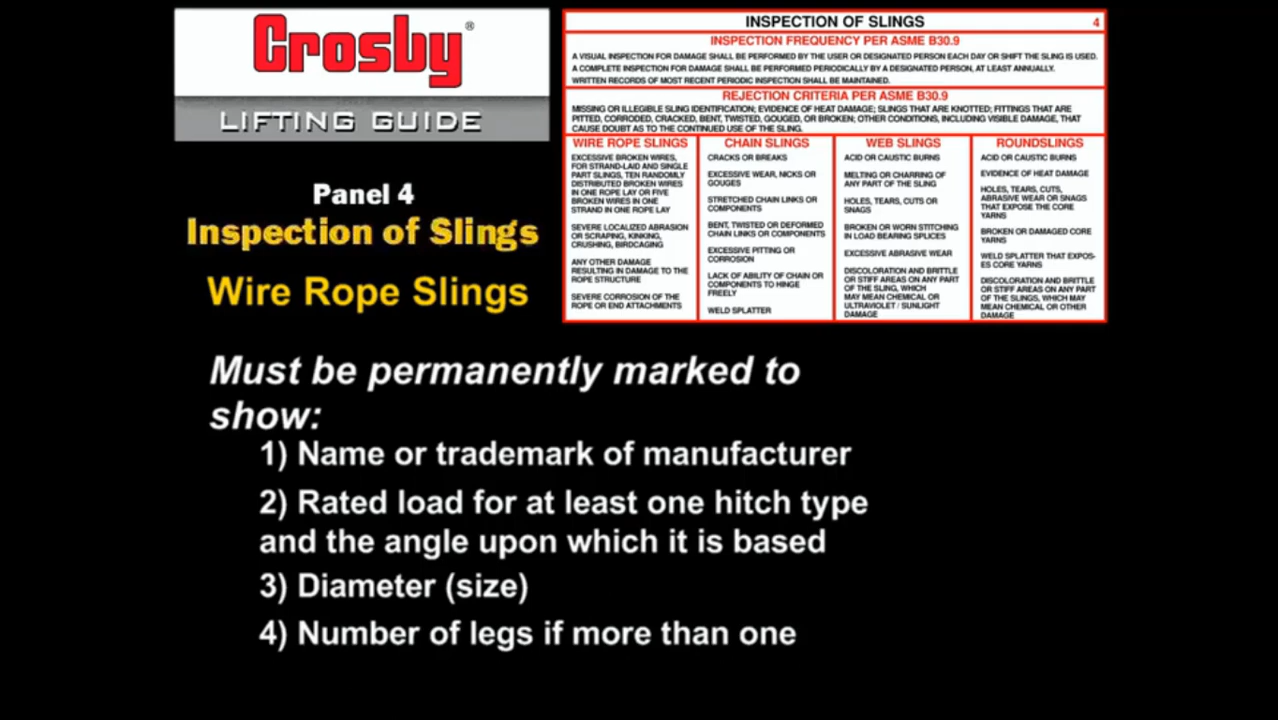 Crosby®
LIFTING GUIDE
Panel 4
Inspection of Slings
Wire Rope Slings
INSPECTION OF SLINGS
4
INSPECTION FREQUENCY PER ASME B30.9
A VISUAL INSPECTION FOR DAMAGE SHALL BE PERFORMED BY THE USER OR DESIGNATED PERSON EACH DAY OR SHIFT THE SLING IS USED.
A COMPLETE INSPECTION FOR DAMAGE SHALL BE PERFORMED PERIODICALLY BY A DESIGNATED PERSON, AT LEAST ANNUALLY.
WRITTEN RECORDS OF MOST RECENT PERIODIC INSPECTION SHALL BE MAINTAINED.
REJECTION CRITERIA PER ASME B30.9
MISSING OR ILLEGIBLE SLING IDENTIFICATION; EVIDENCE OF HEAT DAMAGE; SLINGS THAT ARE KNOTTED; FITTINGS THAT ARE
PITTED, CORRODED, CRACKED, BENT, TWISTED, GOUGED, OR BROKEN; OTHER CONDITIONS, INCLUDING VISIBLE DAMAGE, THAT
CAUSE DOUBT AS TO THE CONTINUED USE OF THE SLING.
WIRE ROPE SLINGS
EXCESSIVE BROKEN WIRES,
FOR STRAND-LAID AND SINGLE
PART SLINGS, TEN RANDOMLY
DISTRIBUTED BROKEN WIRES
IN ONE ROPE LAY OR FIVE
BROKEN WIRES IN ONE
STRAND IN ONE ROPE LAY
SEVERE LOCALIZED ABRASION
OR SCRAPING, KINKING,
CRUSHING, BIRDCAGING
ANY OTHER DAMAGE
RESULTING IN DAMAGE TO THE
ROPE STRUCTURE
SEVERE CORROSION OF THE
ROPE OR END ATTACHMENTS
CHAIN SLINGS
CRACKS OR BREAKS
EXCESSIVE WEAR, NICKS OR
GOUGES
STRETCHED CHAIN LINKS OR
COMPONENTS
BENT, TWISTED OR DEFORMED
CHAIN LINKS OR COMPONENTS
EXCESSIVE PITTING OR
CORROSION
LACK OF ABILITY OF CHAIN OR
COMPONENTS TO HINGE
FREELY
WELD SPLATTER
WEB SLINGS
ACID OR CAUSTIC BURNS
MELTING OR CHARRING OF
ANY PART OF THE SLING
HOLES, TEARS, CUTS OR
SNAGS
BROKEN OR WORN STITCHING
IN LOAD BEARING SPLICES
EXCESSIVE ABRASIVE WEAR
DISCOLORATION AND BRITTLE
OR STIFF AREAS ON ANY PART
OF THE SLING, WHICH
MAY MEAN CHEMICAL OR
ULTRAVIOLET / SUNLIGHT
DAMAGE
ROUNDSLINGS
ACID OR CAUSTIC BURNS
EVIDENCE OF HEAT DAMAGE
HOLES, TEARS, CUTS,
ABRASIVE WEAR OR SNAGS
THAT EXPOSE THE CORE
YARNS
BROKEN OR DAMAGED CORE
YARNS
WELD SPLATTER THAT EXPOS-
ES CORE YARNS
DISCOLORATION AND BRITTLE
OR STIFF AREAS ON ANY PART
OF THE SLINGS, WHICH MAY
MEAN CHEMICAL OR OTHER
DAMAGE
Must be permanently marked to
show:
1) Name or trademark of manufacturer
2) Rated load for at least one hitch type
and the angle upon which it is based
3) Diameter (size)
4) Number of legs if more than one